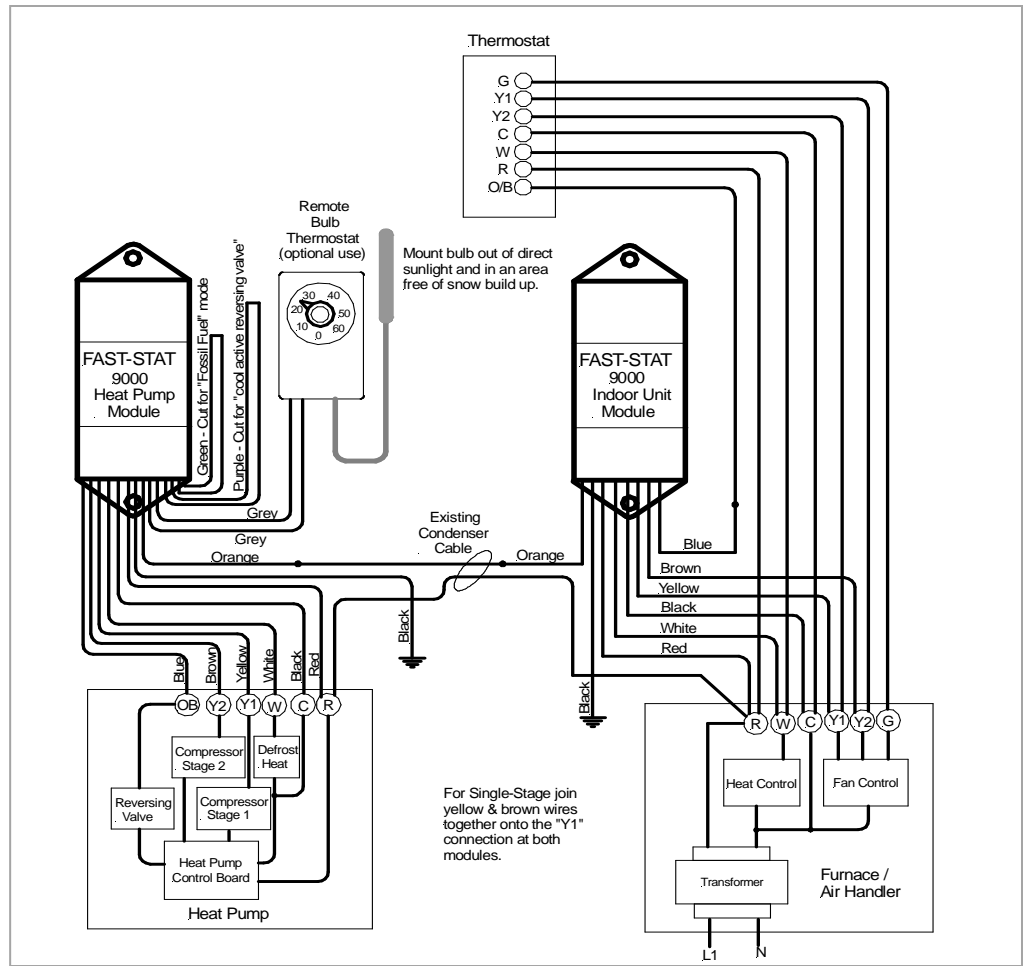 Thermostat
G
Y1
Y2
C
W
R
O/B
Remote
Bulb
Thermostat
(optional use)
Mount bulb out of direct
sunlight and in an area
free of snow build up.
30
40
20
50
10
60
0
FAST-STAT
9000
Heat Pump
Module
Green - Cut for "Fossil Fuel" mode
Purple - Cut for "cool active reversing valve"
FAST-STAT
9000
Indoor Unit
Module
Grey
Grey
Orange
Existing
Condenser
Cable
Orange
Blue
Brown
Yellow
Black
White
Red
Black
Black
Blue
Brown
Yellow
White
Black
Red
OB
Y2
Y1
W
C
R
Compressor
Stage 2
Defrost
Heat
Reversing
Valve
Compressor
Stage 1
Heat Pump
Control Board
Heat Pump
For Single-Stage join
yellow & brown wires
together onto the "Y1"
connection at both
modules.
R
W
C
Y1
Y2
G
Heat Control
Fan Control
Transformer
Furnace /
Air Handler
L1
N